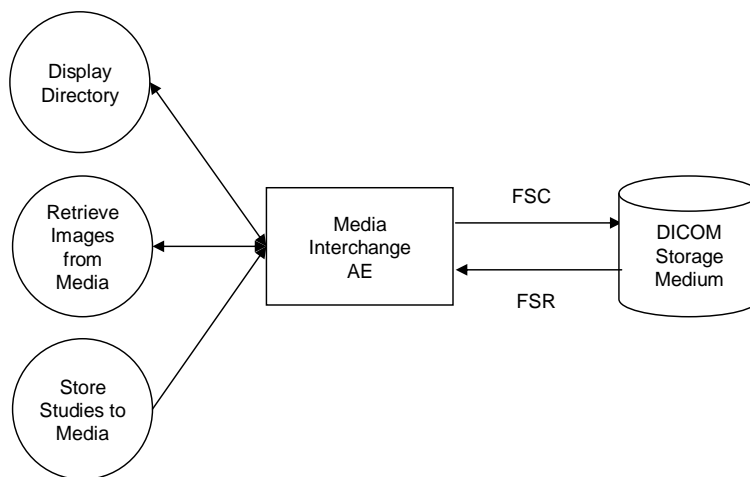 Display
Directory
Retrieve
Images
from
Media
Store
Studies to
Media
Media
Interchange
AE
FSC
FSR
DICOM
Storage
Medium